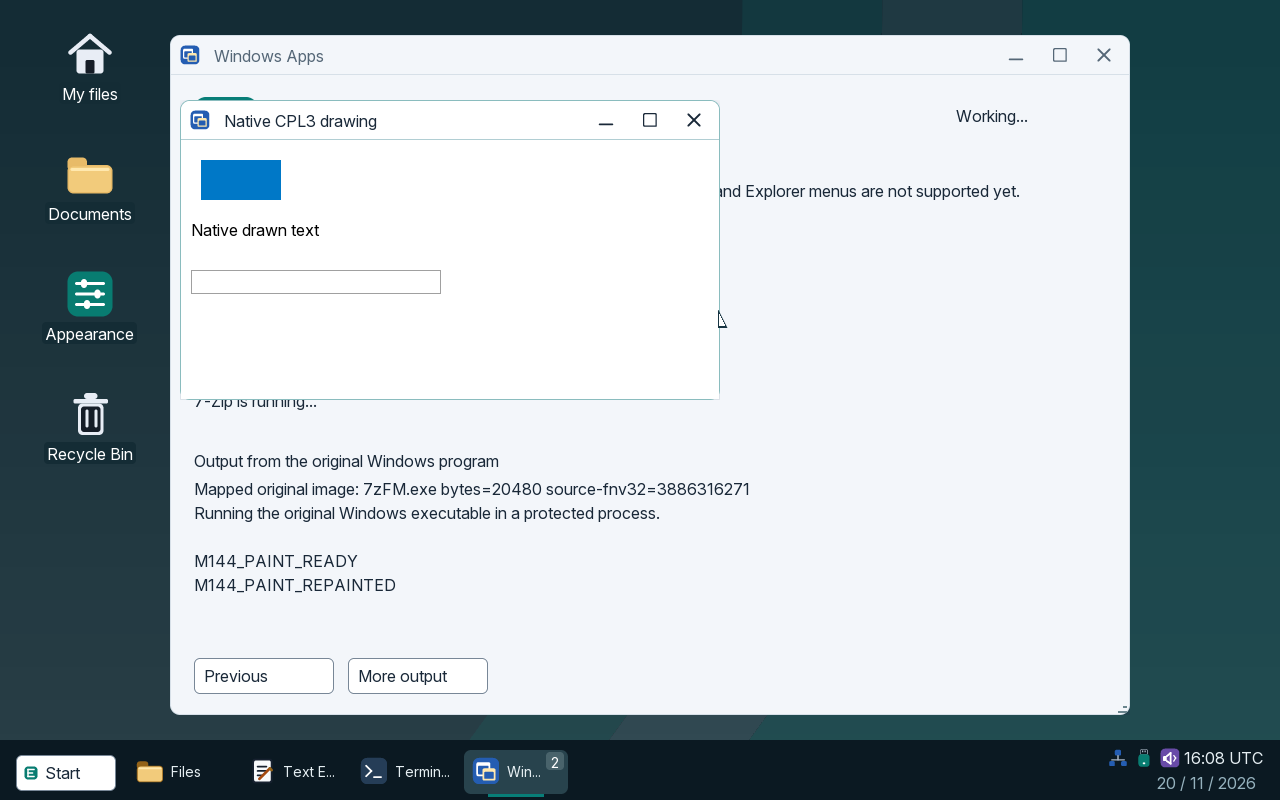 My files
Documents
Appearance
Recycle Bin
Windows Apps
Working...
Native CPL3 drawing
and Explorer menus are not supported yet.
Native drawn text
7-Zip is running...
Output from the original Windows program
Mapped original image: 7zFM.exe bytes=20480 source-fnv32=3886316271
Running the original Windows executable in a protected process.
M144_PAINT_READY
M144_PAINT_REPAINTED
Previous
More output
Start
Files
Text E...
Termin...
Win...
2
16:08 UTC
20 / 11 / 2026